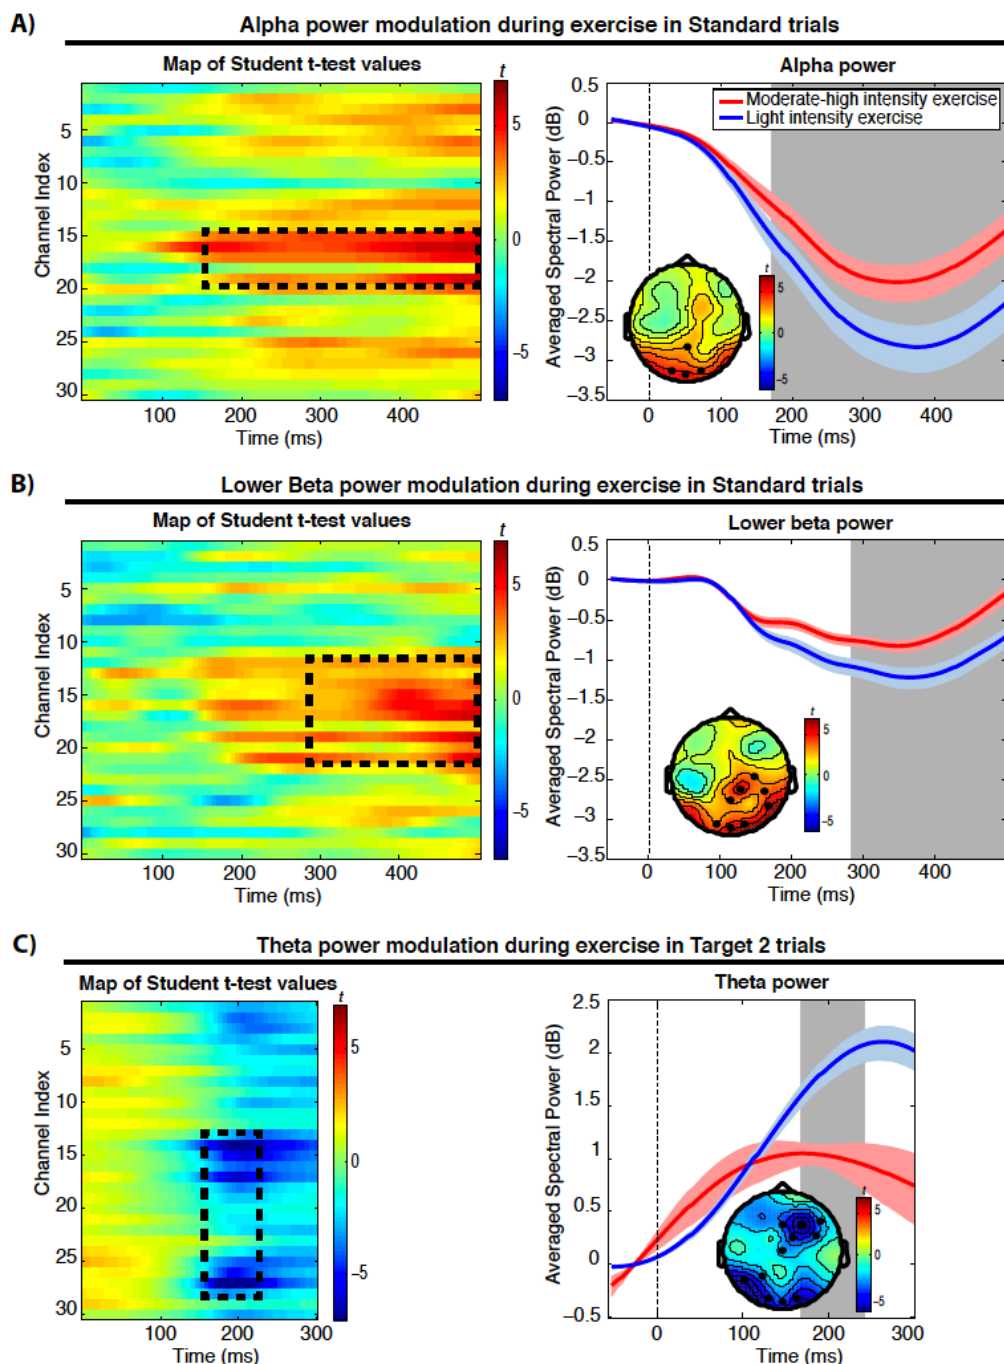 A) Alpha power modulation during exercise in Standard trials
Map of Student t-test values
t
5
0
−5
Channel Index
5
10
15
20
25
30
100 200 300 400
Time (ms)
Alpha power
Moderate-high intensity exercise
Light intensity exercise
Averaged Spectral Power (dB)
0.5
0
−0.5
−1
−1.5
−2
−2.5
−3
−3.5
t
5
0
−5
0 100 200 300 400
Time (ms)
B) Lower Beta power modulation during exercise in Standard trials
Map of Student t-test values
t
5
0
−5
Channel Index
5
10
15
20
25
30
100 200 300 400
Time (ms)
Lower beta power
Averaged Spectral Power (dB)
0.5
0
−0.5
−1
−1.5
−2
−2.5
−3
−3.5
t
5
0
−5
0 100 200 300 400
Time (ms)
C) Theta power modulation during exercise in Target 2 trials
Map of Student t-test values
t
5
0
−5
Channel Index
5
10
15
20
25
30
100 200 300
Time (ms)
Theta power
Averaged Spectral Power (dB)
2.5
2
1.5
1
0.5
0
−0.5
t
5
0
−5
0 100 200 300
Time (ms)